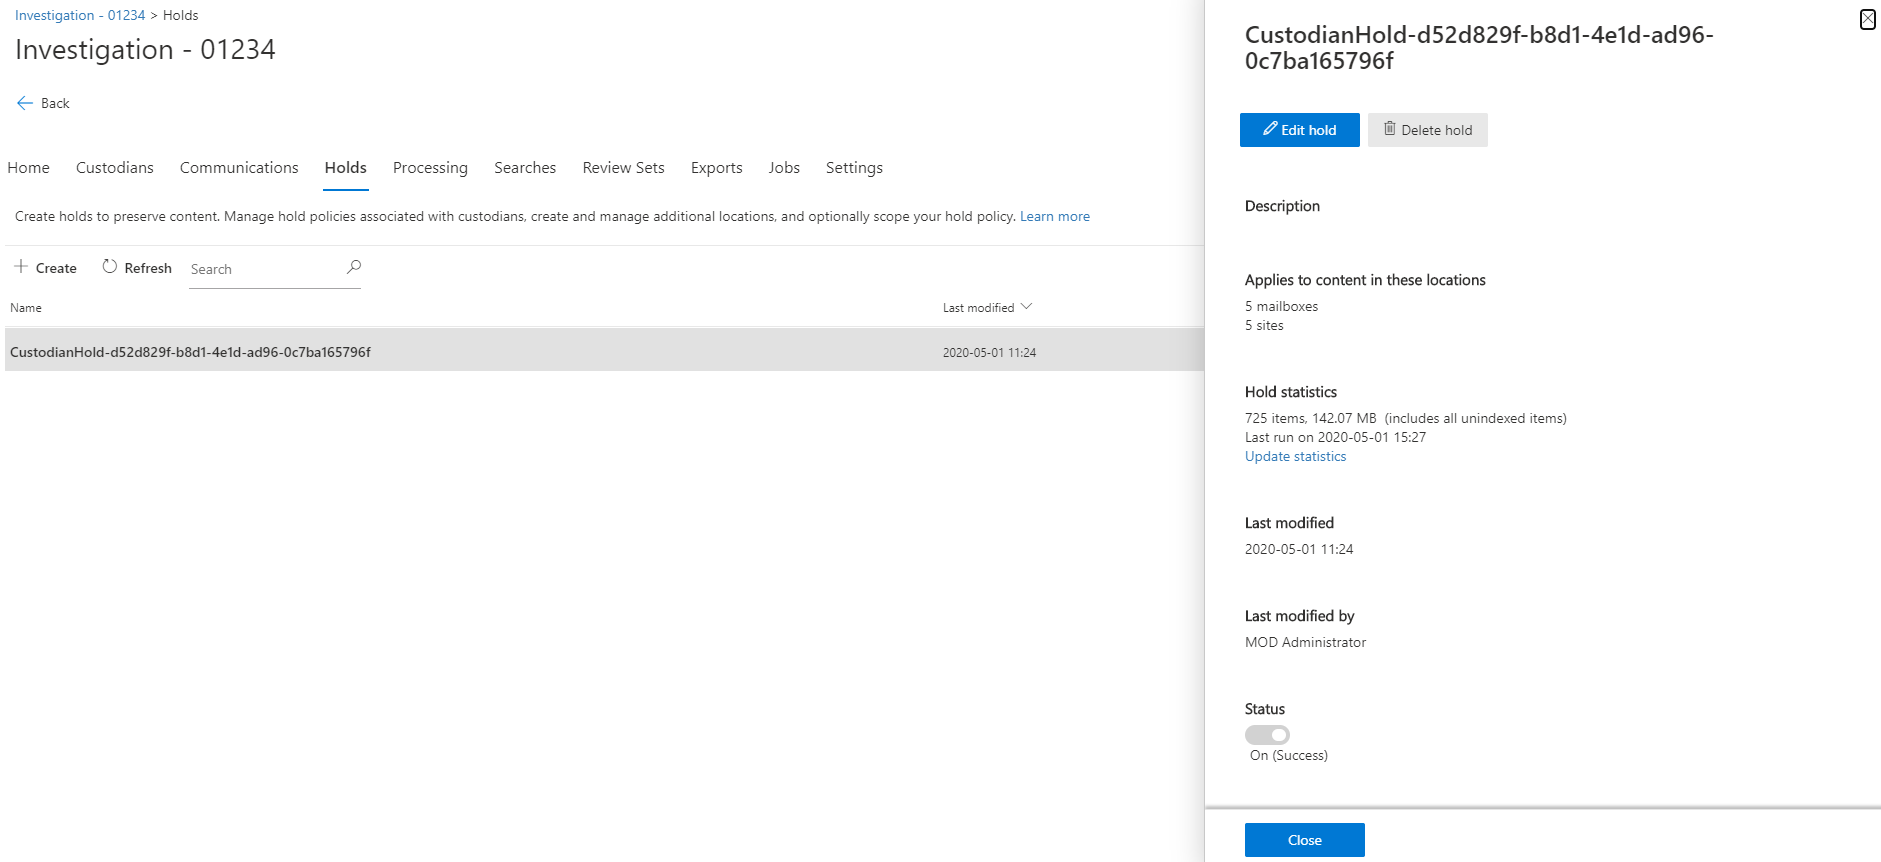 Investigation - 01234 > Holds
Investigation - 01234
Back
Home Custodians Communications Holds Processing Searches Review Sets Exports Jobs Settings
Create holds to preserve content. Manage hold policies associated with custodians, create and manage additional locations, and optionally scope your hold policy. Learn more
Create Refresh Search
Name Last modified
CustodianHold-d52d829f-b8d1-4e1d-ad96-0c7ba165796f 2020-05-01 11:24
CustodianHold-d52d829f-b8d1-4e1d-ad96-
0c7ba165796f
Edit hold Delete hold
Description
Applies to content in these locations
5 mailboxes
5 sites
Hold statistics
725 items, 142.07 MB (includes all unindexed items)
Last run on 2020-05-01 15:27
Update statistics
Last modified
2020-05-01 11:24
Last modified by
MOD Administrator
Status
On (Success)
Close